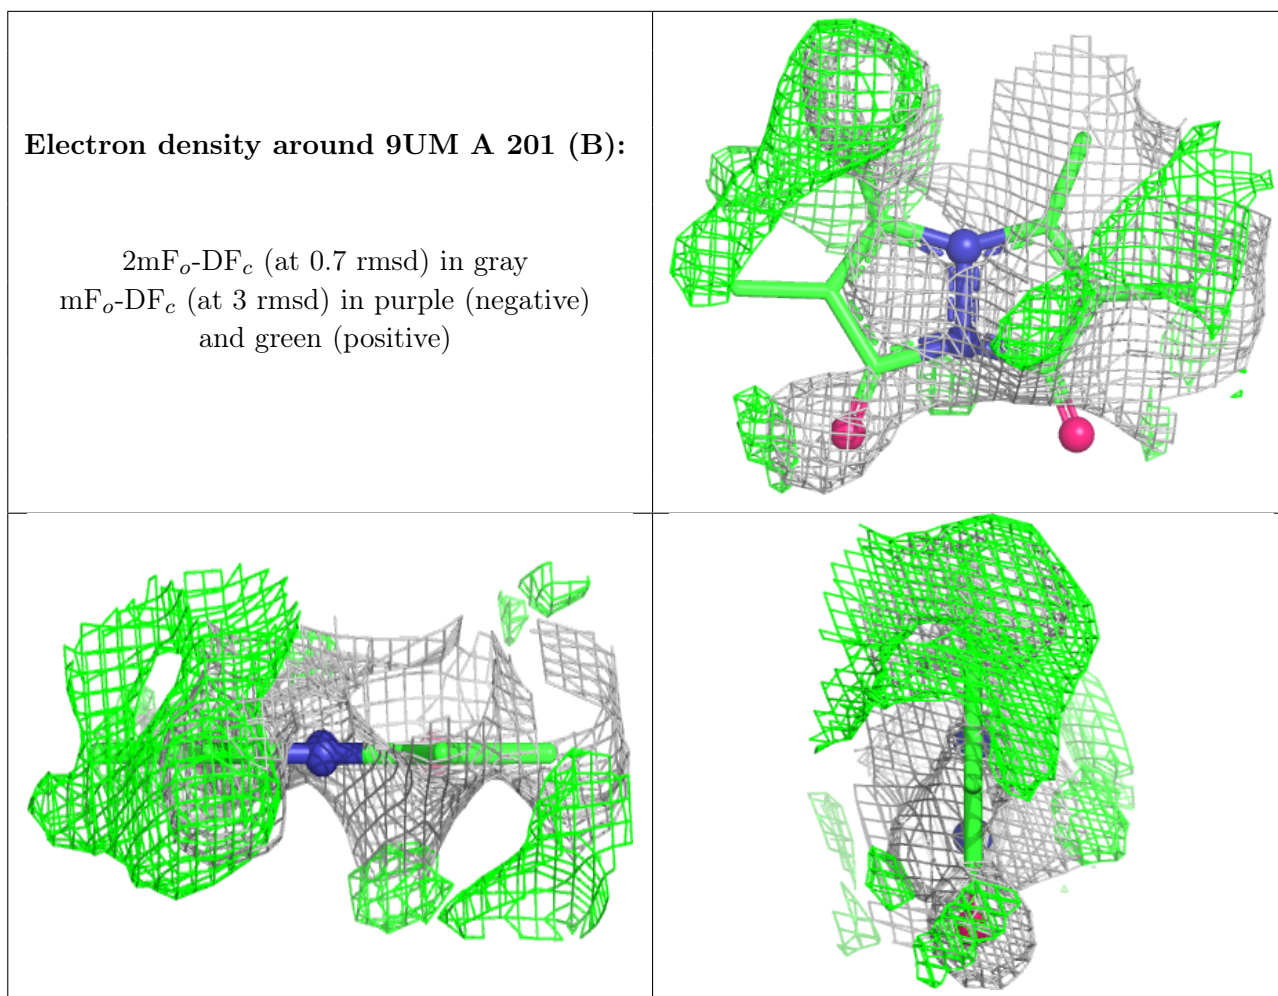 Electron density around 9UM A 201 (B):
2mFₒ-DF𝒸 (at 0.7 rmsd) in gray
mFₒ-DF𝒸 (at 3 rmsd) in purple (negative)
and green (positive)